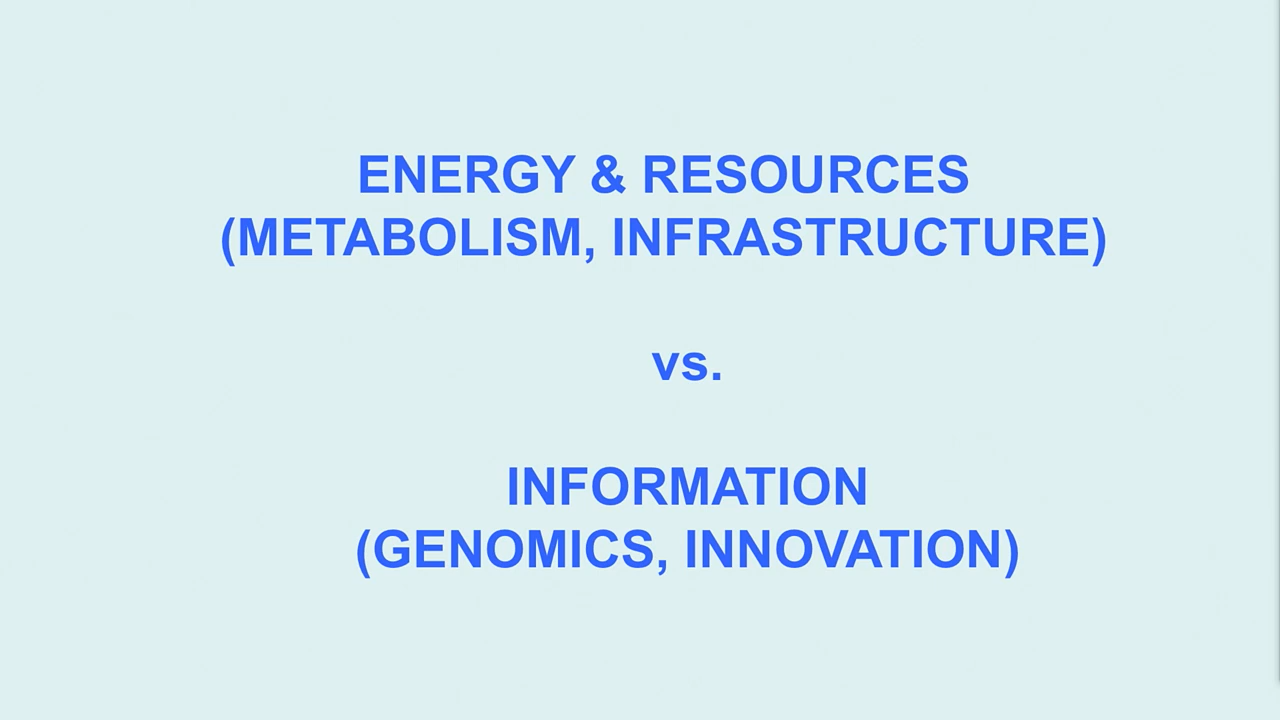 ENERGY & RESOURCES
(METABOLISM, INFRASTRUCTURE)
vs.
INFORMATION
(GENOMICS, INNOVATION)